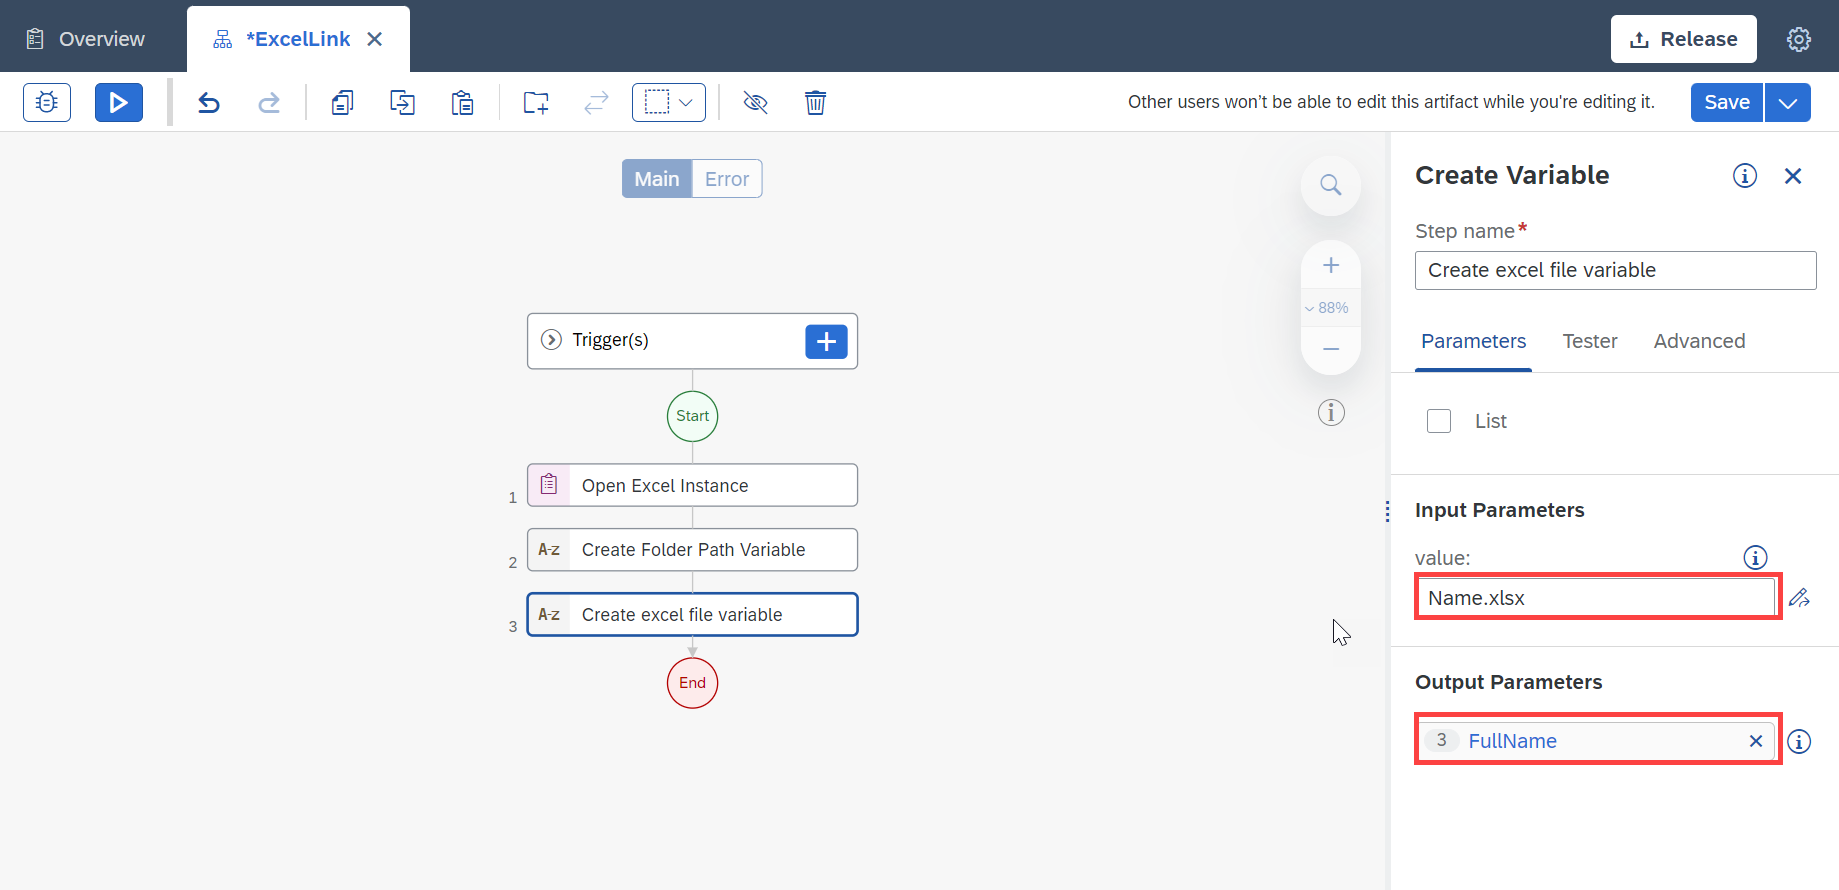 Overview
*ExcelLink
Release
Other users won't be able to edit this artifact while you're editing it.
Save
Main
Error
88%
Trigger(s)
Start
1
Open Excel Instance
2
A-Z
Create Folder Path Variable
3
A-Z
Create excel file variable
End
Create Variable
Step name*
Create excel file variable
Parameters
Tester
Advanced
List
Input Parameters
value:
Name.xlsx
Output Parameters
3 FullName